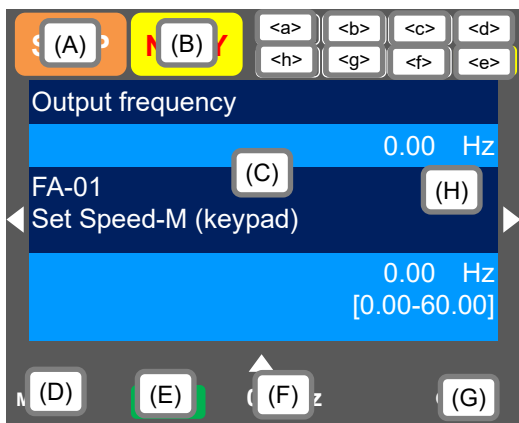 (A) (B) <a> <b> <c> <d>
<h> <g> <f> <e>
Output frequency
0.00 Hz
(C)
FA-01
(H)
Set Speed-M (keypad)
0.00 Hz
[0.00-60.00]
(D) (E) (F) (G)